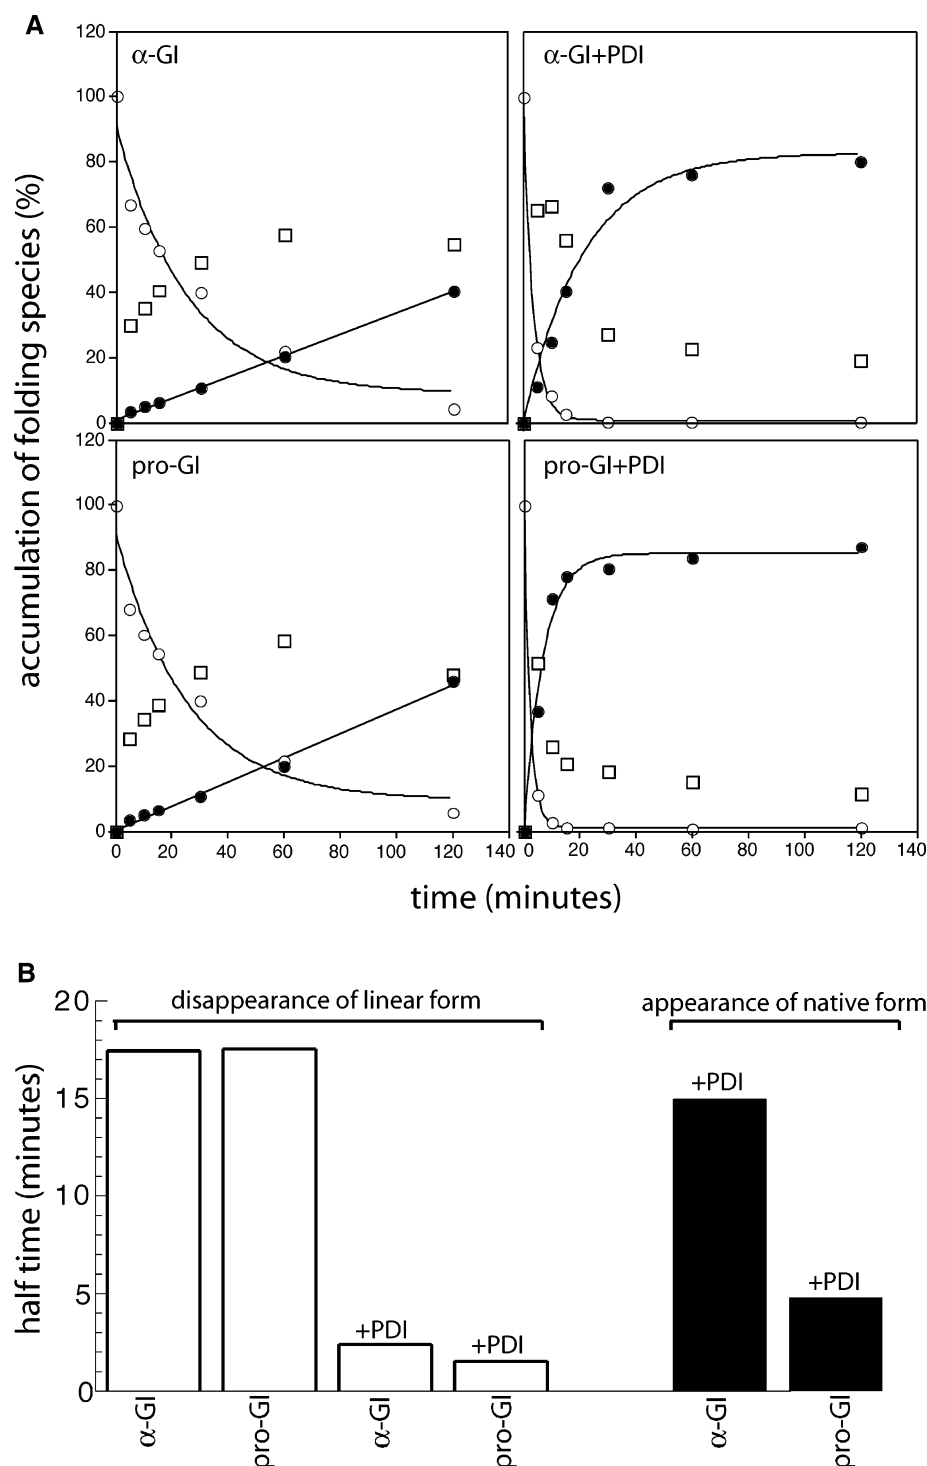 A
α-GI
α-GI+PDI
120
100
80
60
40
20
0
pro-GI
pro-GI+PDI
120
100
80
60
40
20
0
accumulation of folding species (%)
0 20 40 60 80 100 120 140
0 20 40 60 80 100 120 140
time (minutes)
B
disappearance of linear form
appearance of native form
20
15
10
5
0
half time (minutes)
+PDI
+PDI
+PDI
+PDI
α-GI
pro-GI
α-GI
pro-GI
α-GI
pro-GI